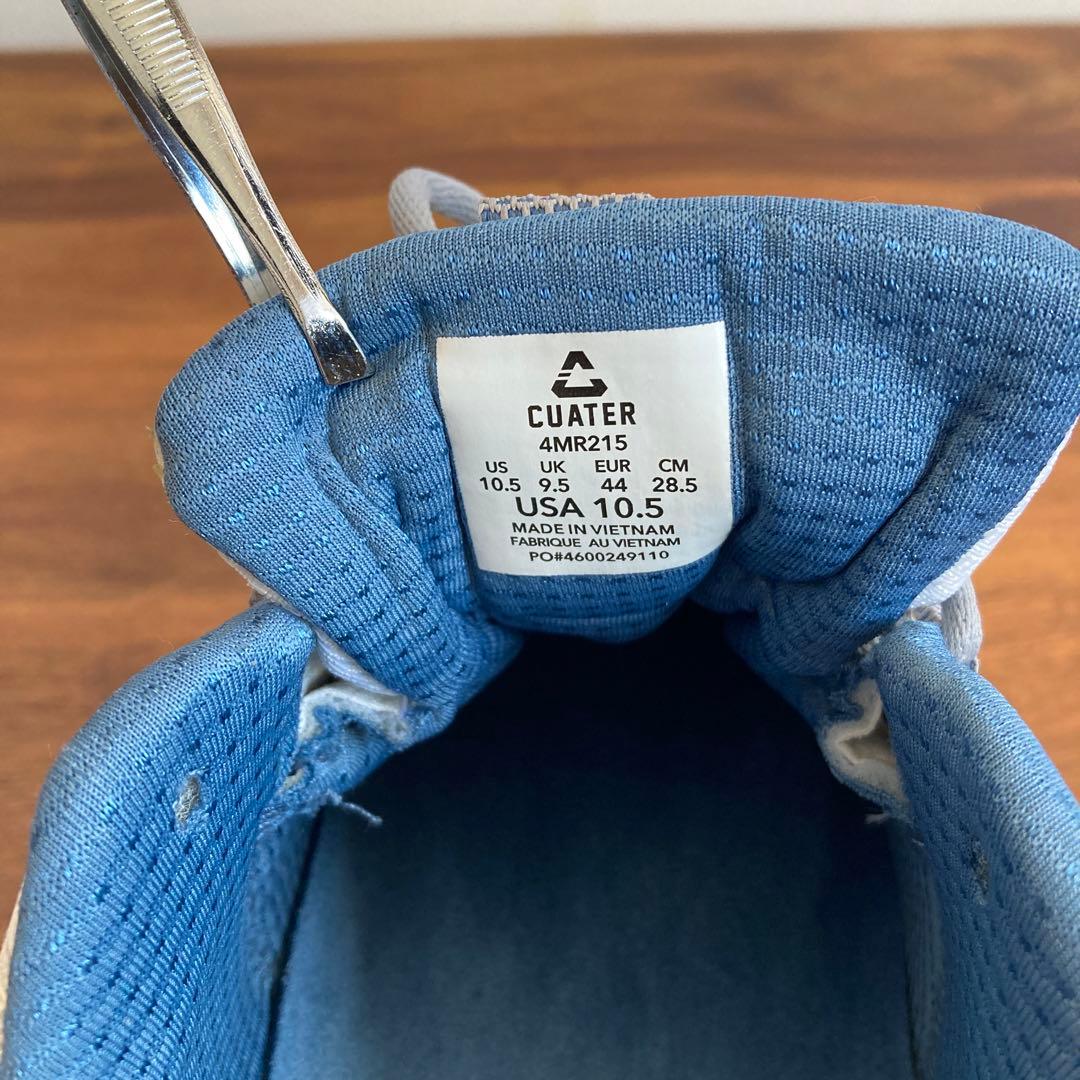 CUATER
4MR215
US UK EUR CM
10.5 9.5 44 28.5
USA 10.5
MADE IN VIETNAM
FABRIQUE AU VIETNAM
PO#4600249110